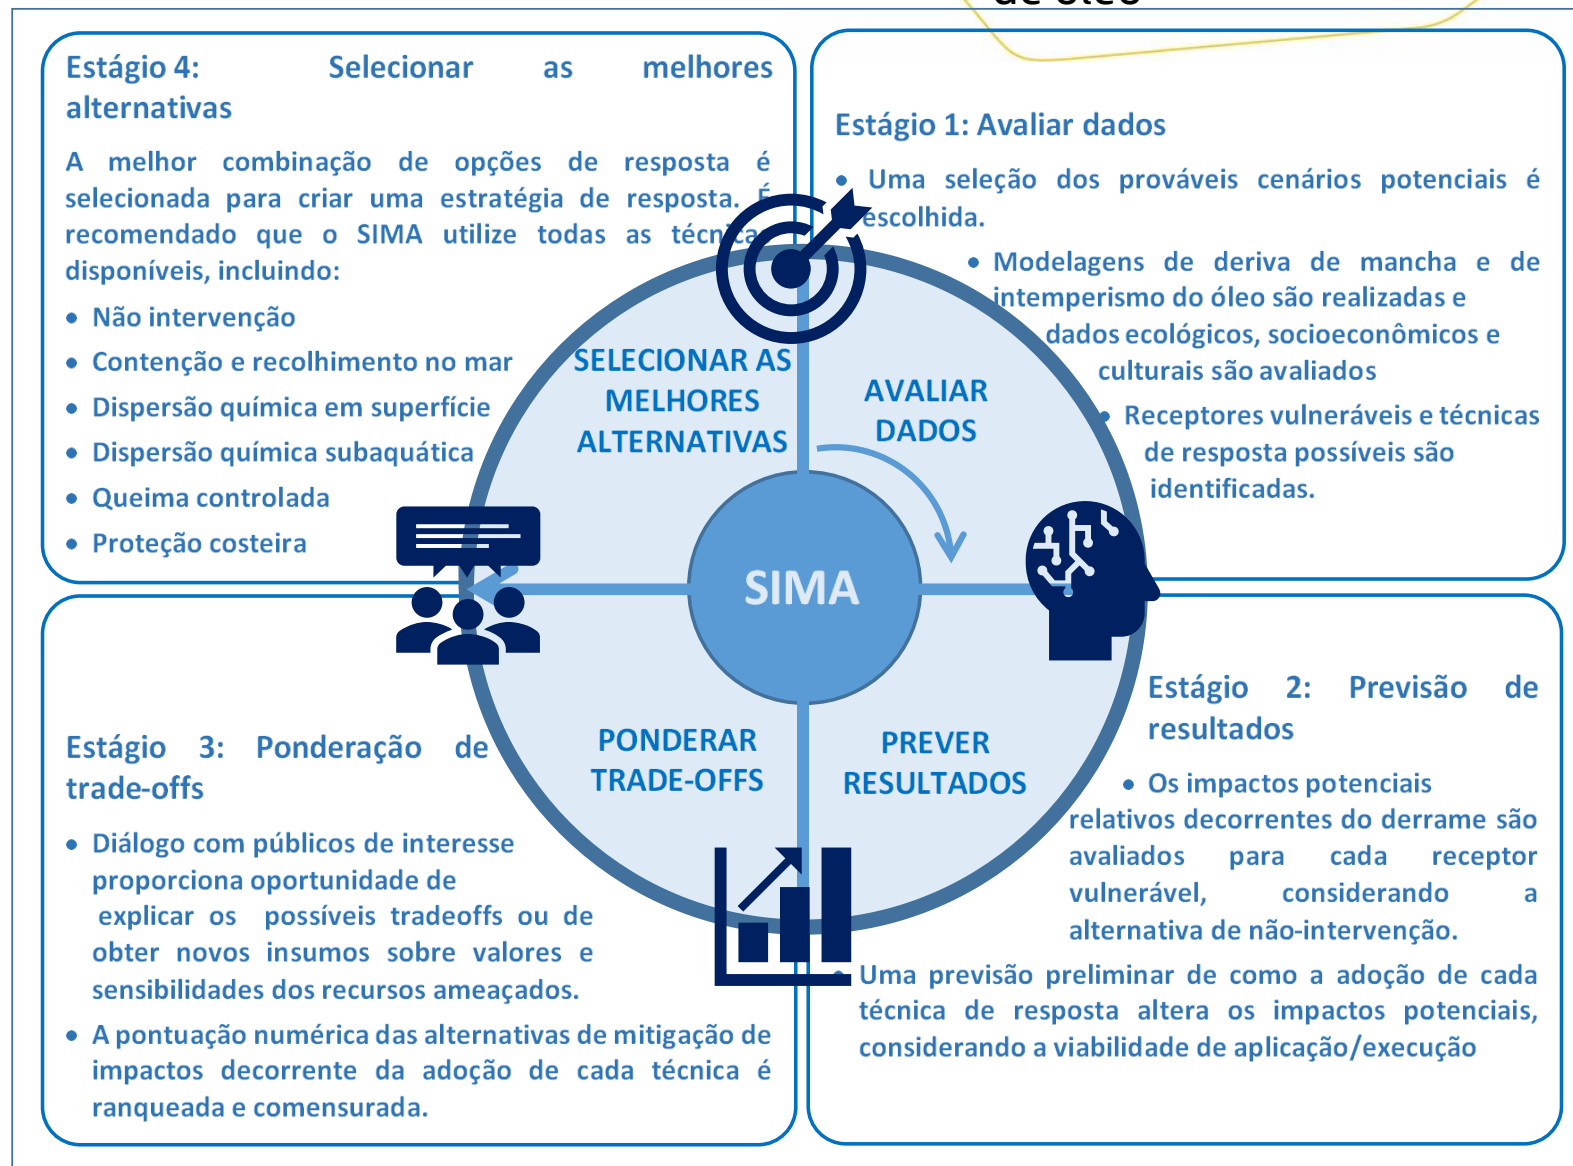 de óleo
Estágio 4: Selecionar as melhores
alternativas
A melhor combinação de opções de resposta é
selecionada para criar uma estratégia de resposta. É
recomendado que o SIMA utilize todas as técnicas
disponíveis, incluindo:
• Não intervenção
• Contenção e recolhimento no mar
• Dispersão química em superfície
• Dispersão química subaquática
• Queima controlada
• Proteção costeira
Estágio 1: Avaliar dados
• Uma seleção dos prováveis cenários potenciais é
escolhida.
• Modelagens de deriva de mancha e de
intemperismo do óleo são realizadas e
dados ecológicos, socioeconômicos e
culturais são avaliados
• Receptores vulneráveis e técnicas
de resposta possíveis são
identificadas.
SELECIONAR AS
MELHORES
ALTERNATIVAS
AVALIAR
DADOS
SIMA
PONDERAR
TRADE-OFFS
PREVER
RESULTADOS
Estágio 2: Previsão de
resultados
• Os impactos potenciais
relativos decorrentes do derrame são
avaliados para cada receptor
vulnerável, considerando a
alternativa de não-intervenção.
• Uma previsão preliminar de como a adoção de cada
técnica de resposta altera os impactos potenciais,
considerando a viabilidade de aplicação/execução
Estágio 3: Ponderação de
trade-offs
• Diálogo com públicos de interesse
proporciona oportunidade de
explicar os possíveis tradeoffs ou de
obter novos insumos sobre valores e
sensibilidades dos recursos ameaçados.
• A pontuação numérica das alternativas de mitigação de
impactos decorrente da adoção de cada técnica é
ranqueada e comensurada.